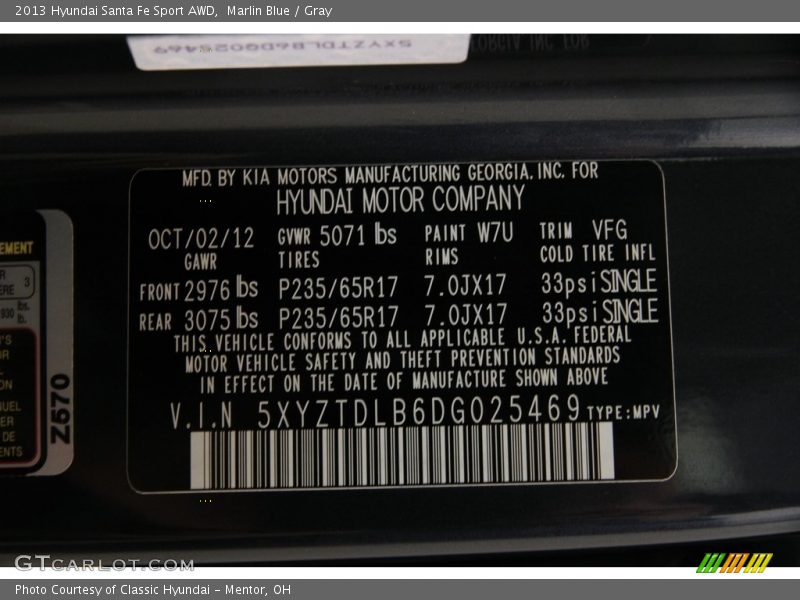 2013 Hyundai Santa Fe Sport AWD,  Marlin Blue / Gray
5XYZTDLB6DG025469
MFD. BY KIA MOTORS MANUFACTURING GEORGIA, INC. FOR
HYUNDAI MOTOR COMPANY
OCT/02/12 GVWR 5071 lbs PAINT W7U TRIM VFG
GAWR TIRES RIMS COLD TIRE INFL
FRONT 2976 lbs P235/65R17 7.0JX17 33psi SINGLE
REAR 3075 lbs P235/65R17 7.0JX17 33psi SINGLE
THIS VEHICLE CONFORMS TO ALL APPLICABLE U.S.A. FEDERAL
MOTOR VEHICLE SAFETY AND THEFT PREVENTION STANDARDS
IN EFFECT ON THE DATE OF MANUFACTURE SHOWN ABOVE
V.I.N 5XYZTDLB6DG025469 TYPE:MPV
Z670
GTCARLOT.COM
Photo Courtesy of Classic Hyundai - Mentor, OH